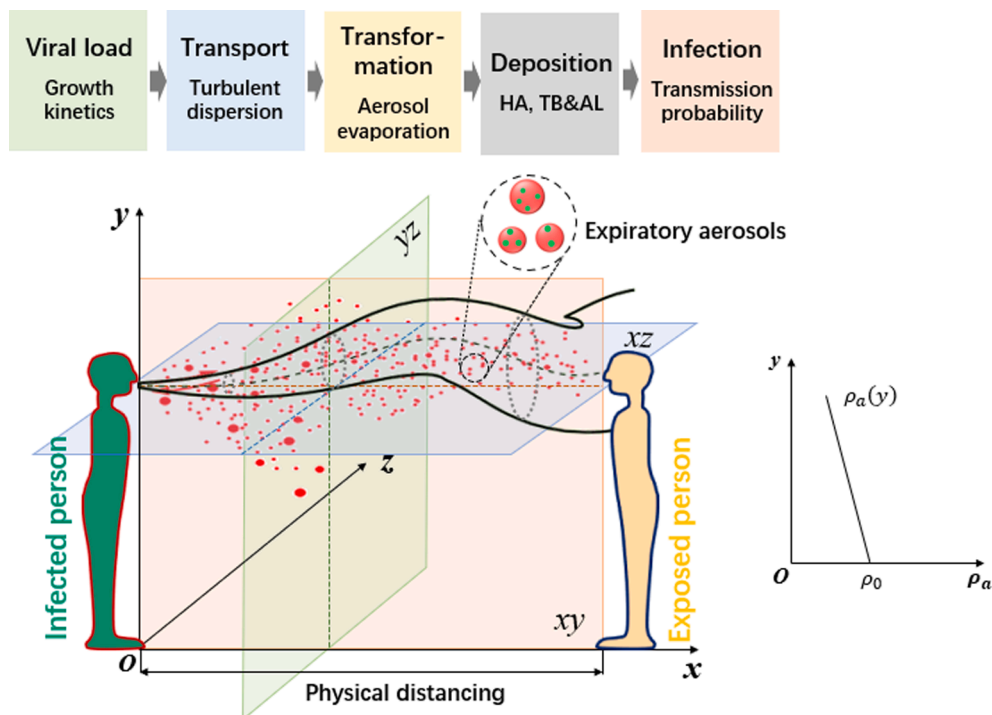 Viral load
Growth
kinetics
Transport
Turbulent
dispersion
Transfor-
mation
Aerosol
evaporation
Deposition
HA, TB&AL
Infection
Transmission
probability
y
yz
Expiratory aerosols
xz
z
Infected person
Exposed person
xy
O
x
Physical distancing
y
ρₐ(y)
O
ρ₀
ρₐ